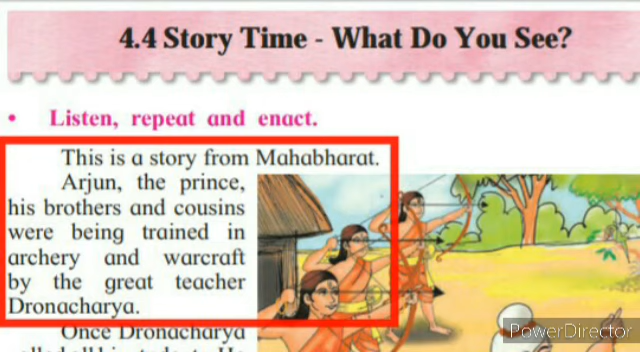 4.4 Story Time - What Do You See?
• Listen, repeat and enact.
This is a story from Mahabharat.
Arjun, the prince,
his brothers and cousins
were being trained in
archery and warcraft
by the great teacher
Dronacharya.
Once Dronacharya
PowerDirector